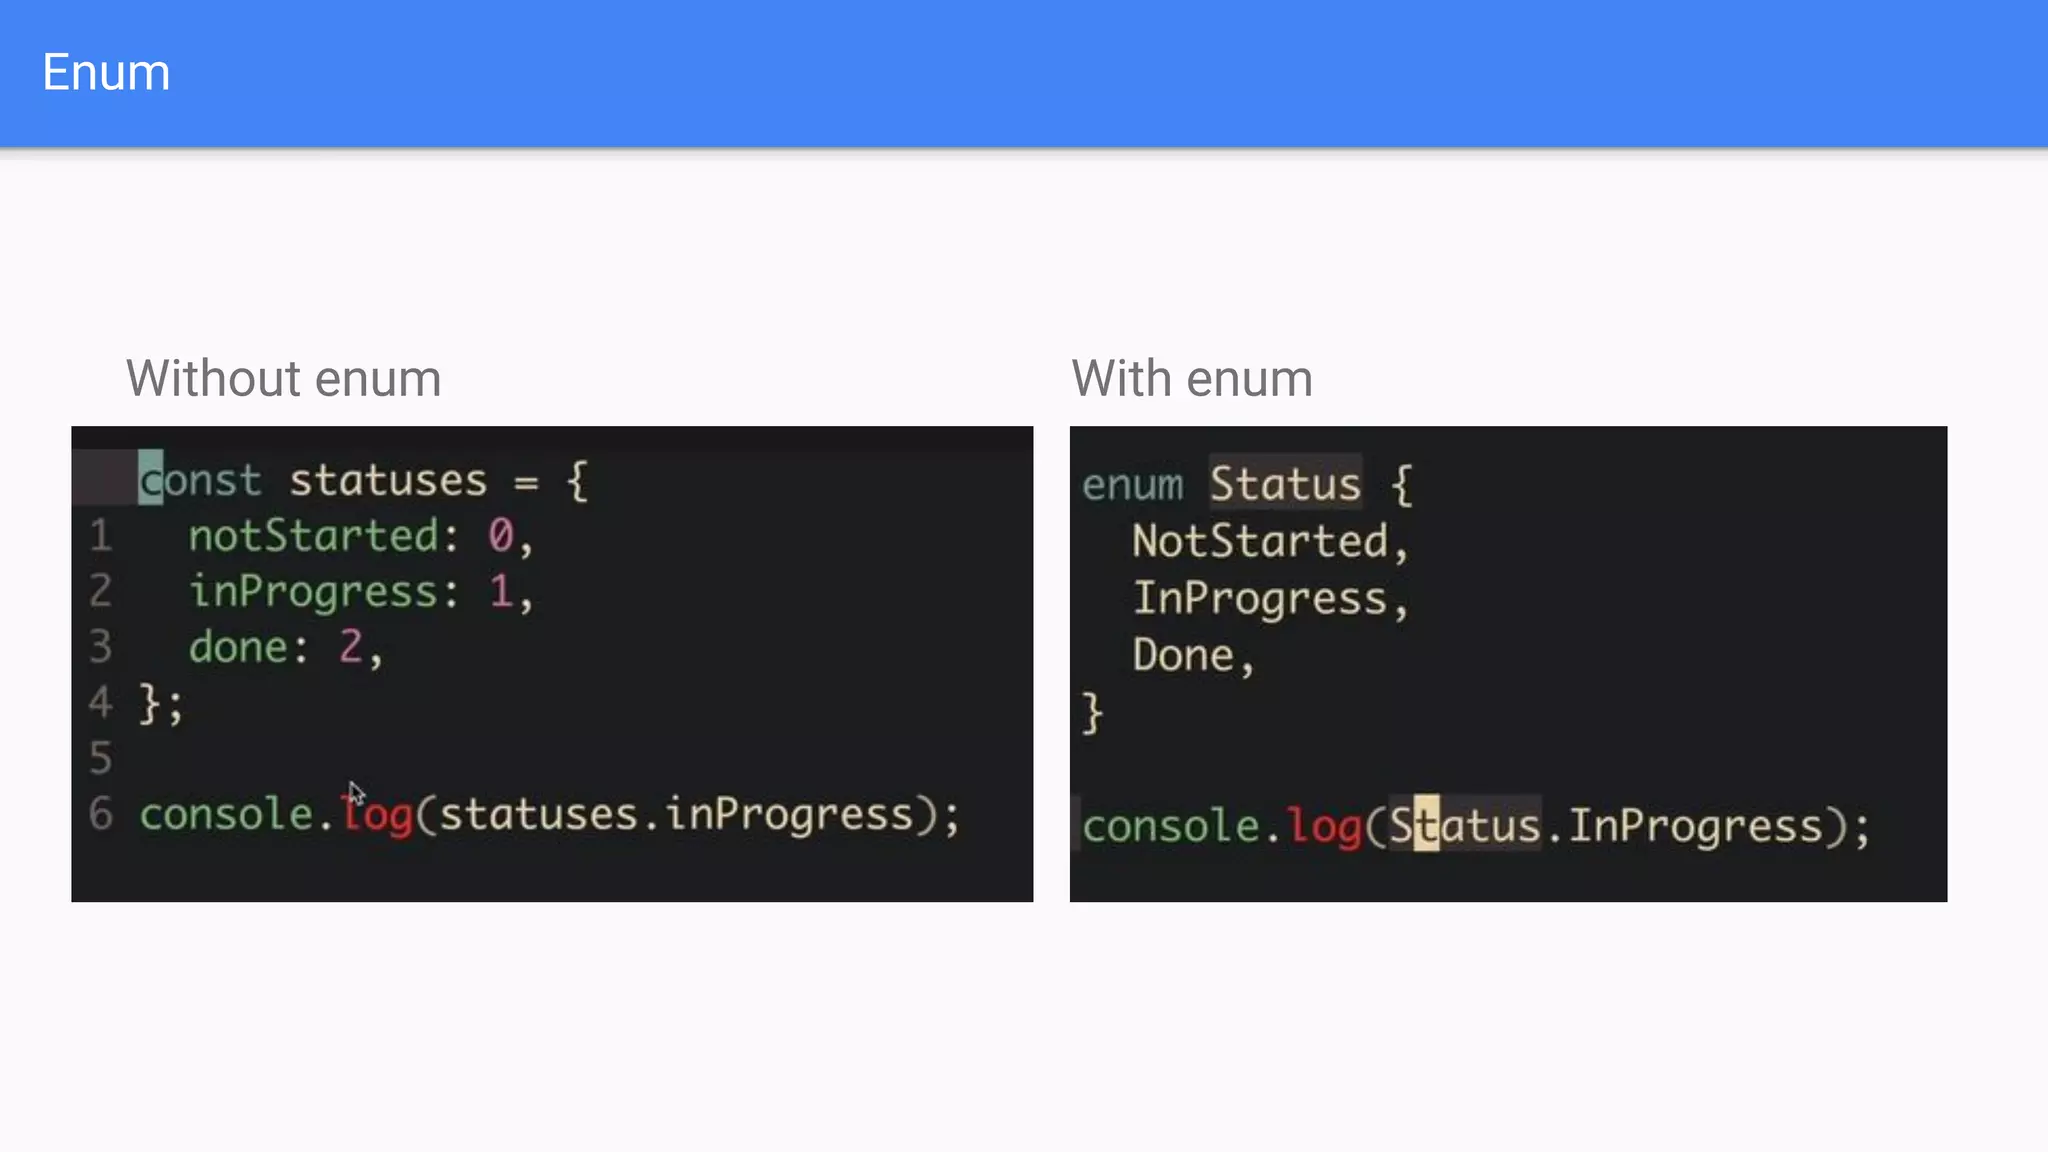 Enum
Without enum
const statuses = {
1 notStarted: 0,
2 inProgress: 1,
3 done: 2,
4 };
5
6 console.log(statuses.inProgress);
With enum
enum Status {
NotStarted,
InProgress,
Done,
}
console.log(Status.InProgress);